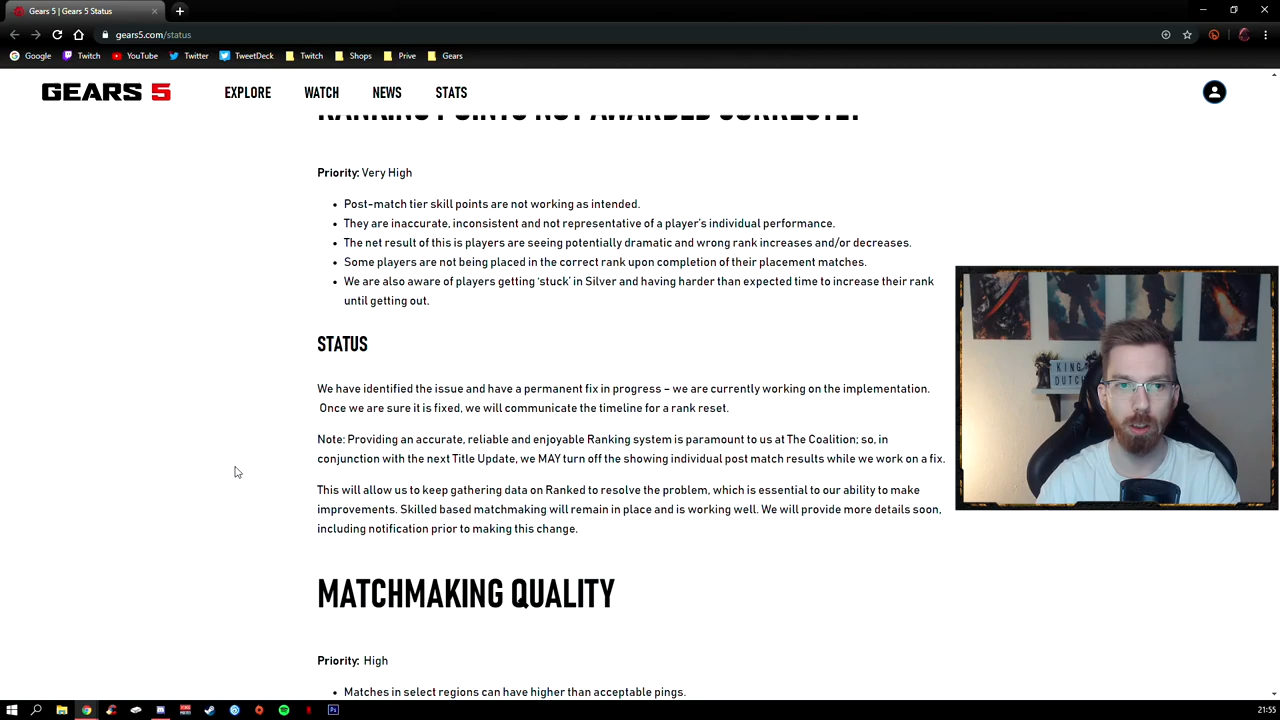 Gears 5 | Gears 5 Status
gears5.com/status
Google Twitch YouTube Twitter TweetDeck Twitch Shops Prive Gears
GEARS 5 EXPLORE WATCH NEWS STATS
RANKING POINTS NOT AWARDED CORRECTLY
Priority: Very High
• Post-match tier skill points are not working as intended.
• They are inaccurate, inconsistent and not representative of a player's individual performance.
• The net result of this is players are seeing potentially dramatic and wrong rank increases and/or decreases.
• Some players are not being placed in the correct rank upon completion of their placement matches.
• We are also aware of players getting ‘stuck’ in Silver and having harder than expected time to increase their rank
until getting out.
STATUS
We have identified the issue and have a permanent fix in progress – we are currently working on the implementation.
Once we are sure it is fixed, we will communicate the timeline for a rank reset.
Note: Providing an accurate, reliable and enjoyable Ranking system is paramount to us at The Coalition; so, in
conjunction with the next Title Update, we MAY turn off the showing individual post match results while we work on a fix.
This will allow us to keep gathering data on Ranked to resolve the problem, which is essential to our ability to make
improvements. Skilled based matchmaking will remain in place and is working well. We will provide more details soon,
including notification prior to making this change.
MATCHMAKING QUALITY
Priority: High
• Matches in select regions can have higher than acceptable pings.
KING
DUTCH
21:55